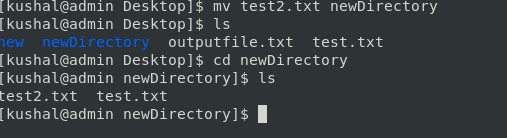 [kushal@admin Desktop]$ mv test2.txt newDirectory
[kushal@admin Desktop]$ ls
new  newDirectory  outputfile.txt  test.txt
[kushal@admin Desktop]$ cd newDirectory
[kushal@admin newDirectory]$ ls
test2.txt  test.txt
[kushal@admin newDirectory]$